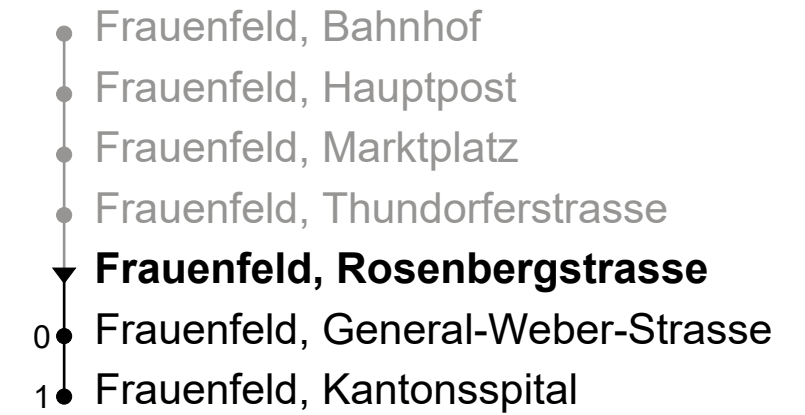 Frauenfeld, Bahnhof
Frauenfeld, Hauptpost
Frauenfeld, Marktplatz
Frauenfeld, Thundorferstrasse
Frauenfeld, Rosenbergstrasse
0 Frauenfeld, General-Weber-Strasse
1 Frauenfeld, Kantonsspital